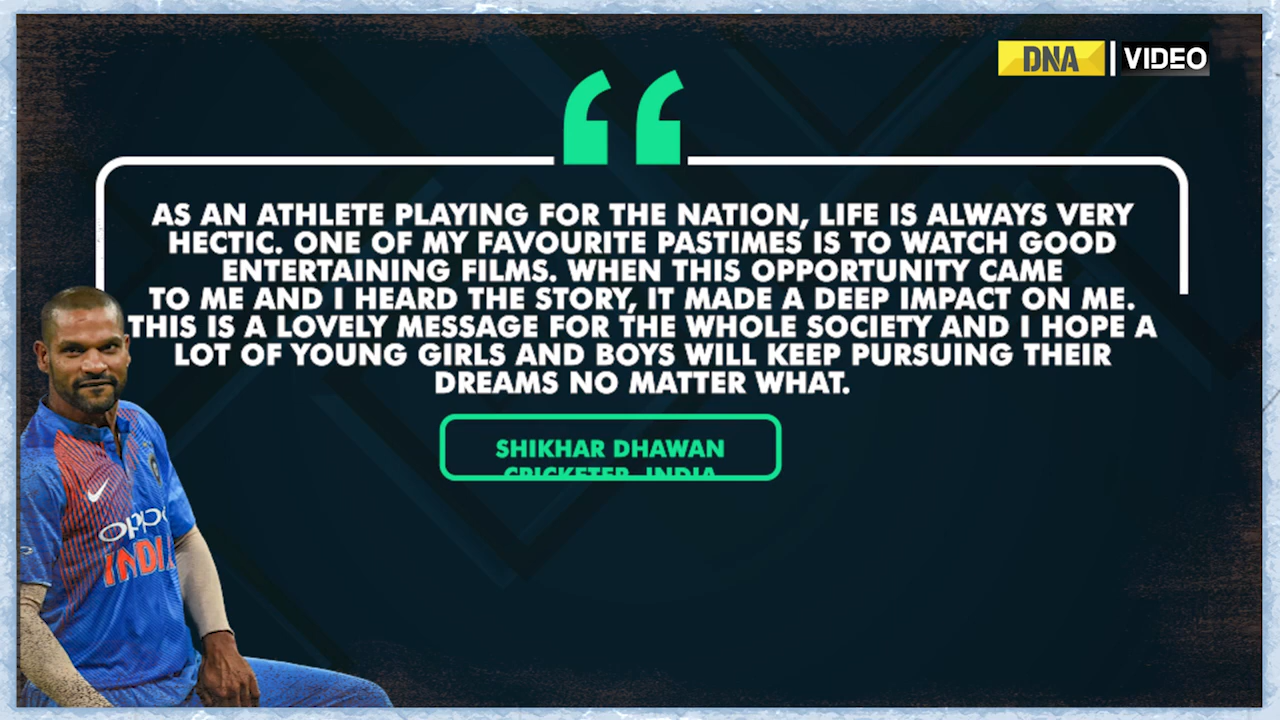 DNA VIDEO
AS AN ATHLETE PLAYING FOR THE NATION, LIFE IS ALWAYS VERY
HECTIC. ONE OF MY FAVOURITE PASTIMES IS TO WATCH GOOD
ENTERTAINING FILMS. WHEN THIS OPPORTUNITY CAME
TO ME AND I HEARD THE STORY, IT MADE A DEEP IMPACT ON ME.
THIS IS A LOVELY MESSAGE FOR THE WHOLE SOCIETY AND I HOPE A
LOT OF YOUNG GIRLS AND BOYS WILL KEEP PURSUING THEIR
DREAMS NO MATTER WHAT.
SHIKHAR DHAWAN
CRICKETER, INDIA
oppo
INDIA